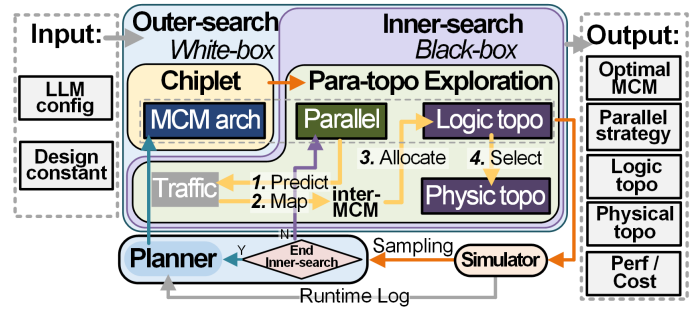 Input:
LLM
config
Design
constant
Outer-search
White-box
Inner-search
Black-box
Chiplet
MCM arch
Para-topo Exploration
Parallel
Logic topo
3. Allocate
4. Select
Traffic
1. Predict
2. Map
inter-
MCM
Physic topo
N
Planner
Y
End
Inner-search
Sampling
Simulator
Runtime Log
Output:
Optimal
MCM
Parallel
strategy
Logic
topo
Physical
topo
Perf /
Cost